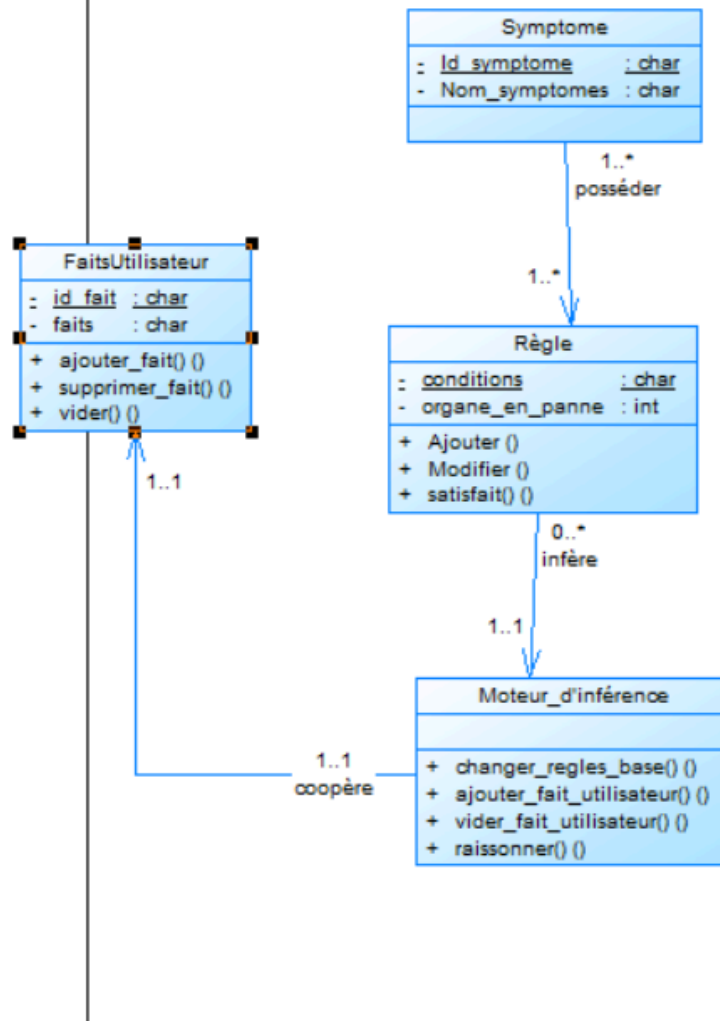 Symptome
- Id_symptome : char
- Nom_symptomes : char
1..*
posséder
1..*
FaitsUtilisateur
- id_fait : char
- faits : char
+ ajouter_fait() ()
+ supprimer_fait() ()
+ vider() ()
1..1
Règle
- conditions : char
- organe_en_panne : int
+ Ajouter ()
+ Modifier ()
+ satisfait() ()
0..*
infère
1..1
Moteur_d'inférence
+ changer_regles_base() ()
+ ajouter_fait_utilisateur() ()
+ vider_fait_utilisateur() ()
+ raissonner() ()
1..1
coopère